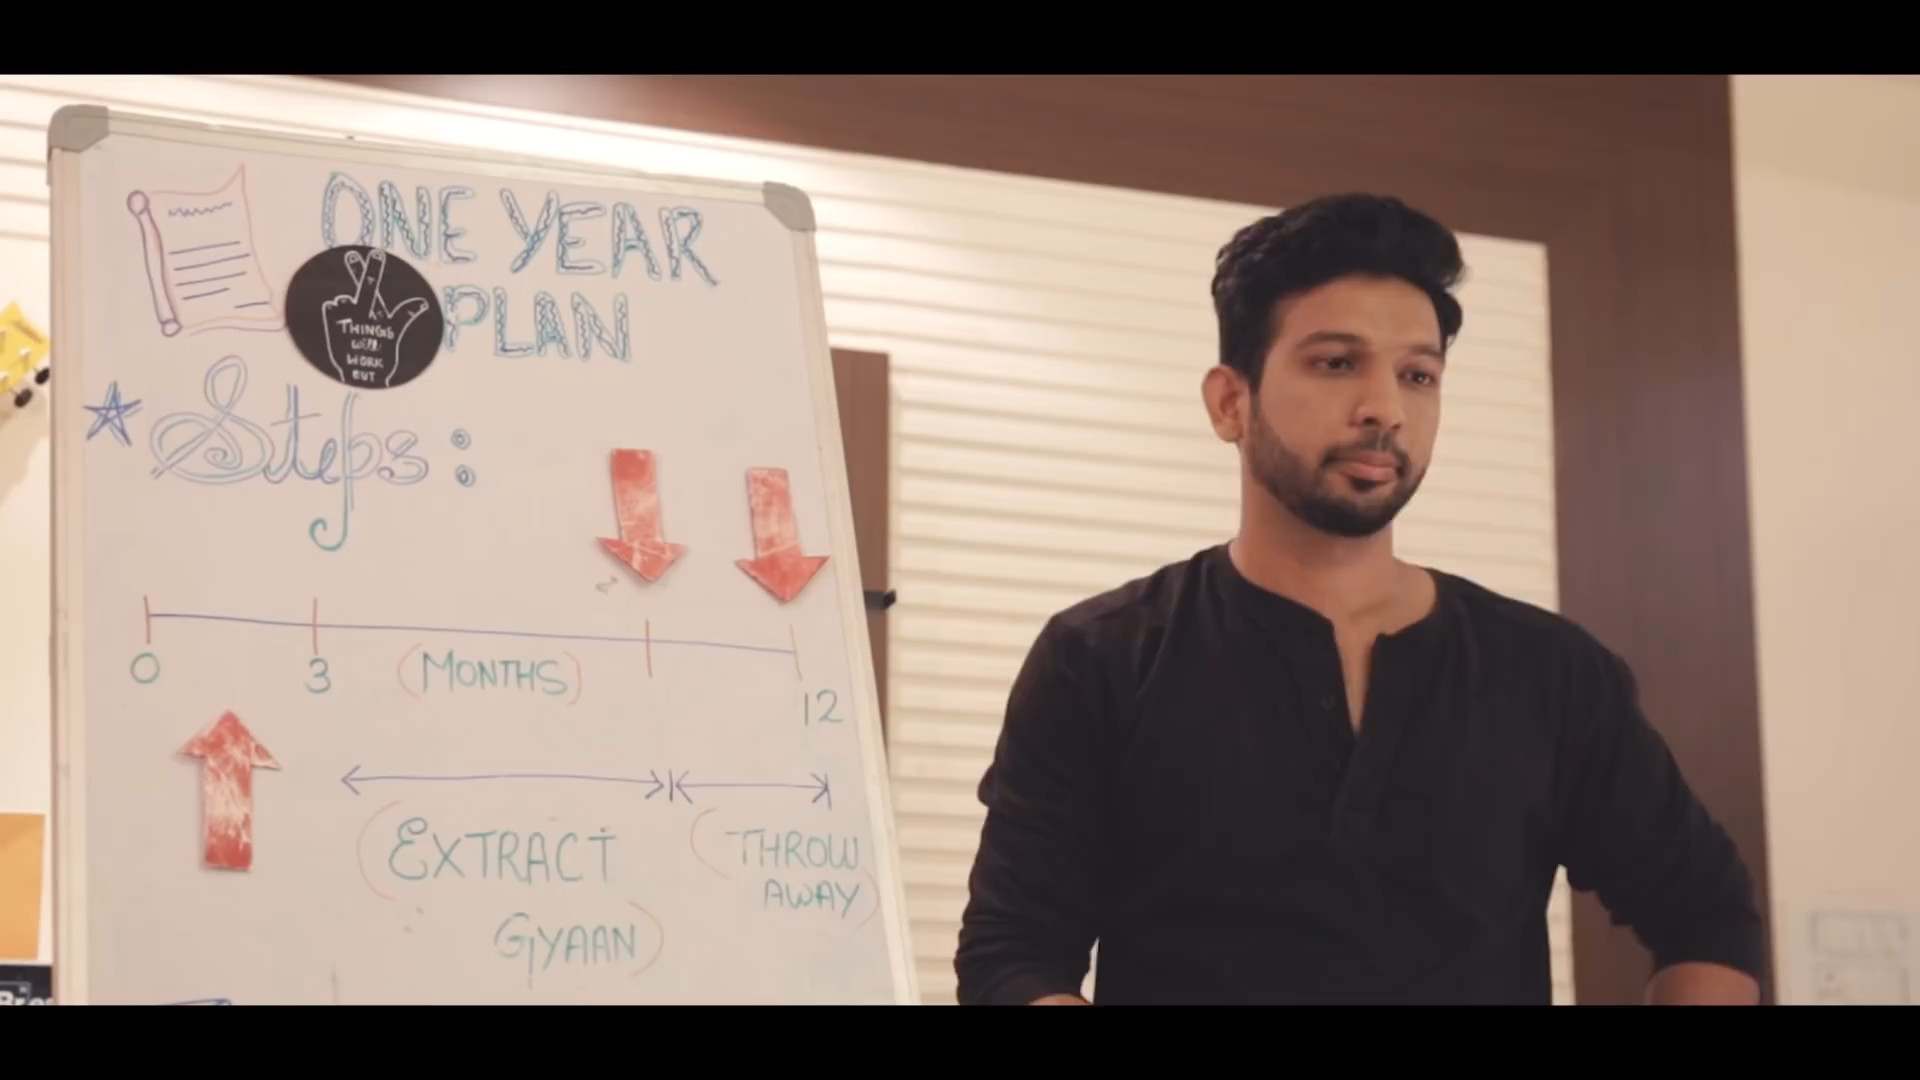 ONE YEAR
PLAN
THINGS
will
WORK
OUT
Steps:
0
3
(MONTHS)
12
(EXTRACT
GYAAN)
(THROW
AWAY)